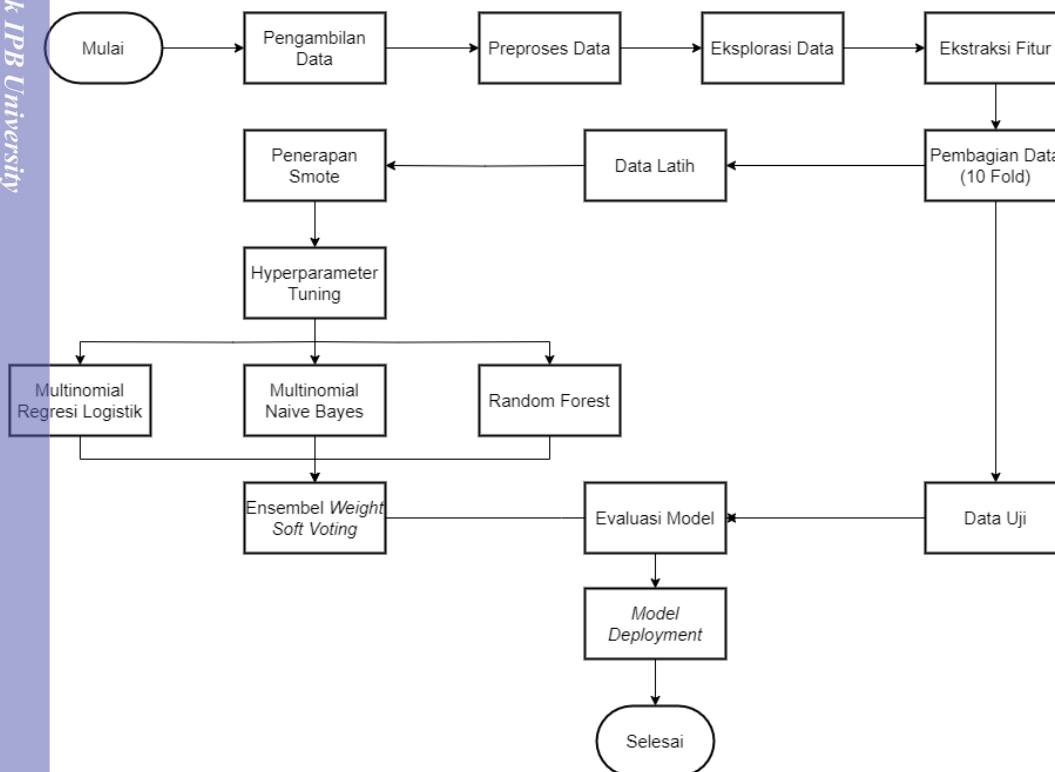 k IPB University
Mulai
Pengambilan
Data
Preproses Data
Eksplorasi Data
Ekstraksi Fitur
Penerapan
Smote
Data Latih
Pembagian Data
(10 Fold)
Hyperparameter
Tuning
Multinomial
Regresi Logistik
Multinomial
Naive Bayes
Random Forest
Ensembel Weight
Soft Voting
Evaluasi Model
Data Uji
Model
Deployment
Selesai